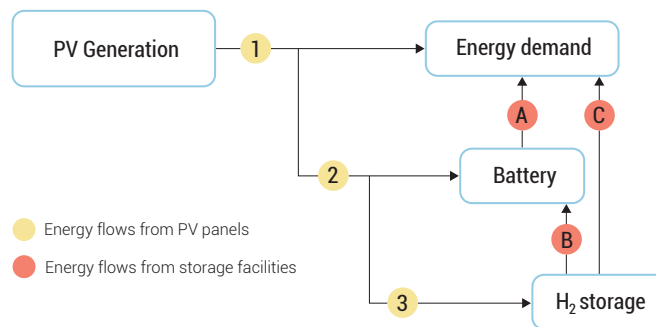 PV Generation
1
Energy demand
A
C
2
Battery
Energy flows from PV panels
B
Energy flows from storage facilities
3
H₂ storage